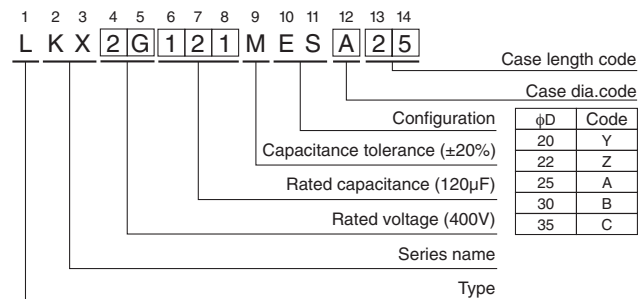 1 2 3 4 5 6 7 8 9 10 11 12 13 14
L K X 2 G 1 2 1 M E S A 2 5
Case length code
Case dia.code
Configuration
Capacitance tolerance (±20%)
Rated capacitance (120µF)
Rated voltage (400V)
Series name
Type
ϕD Code
20 Y
22 Z
25 A
30 B
35 C